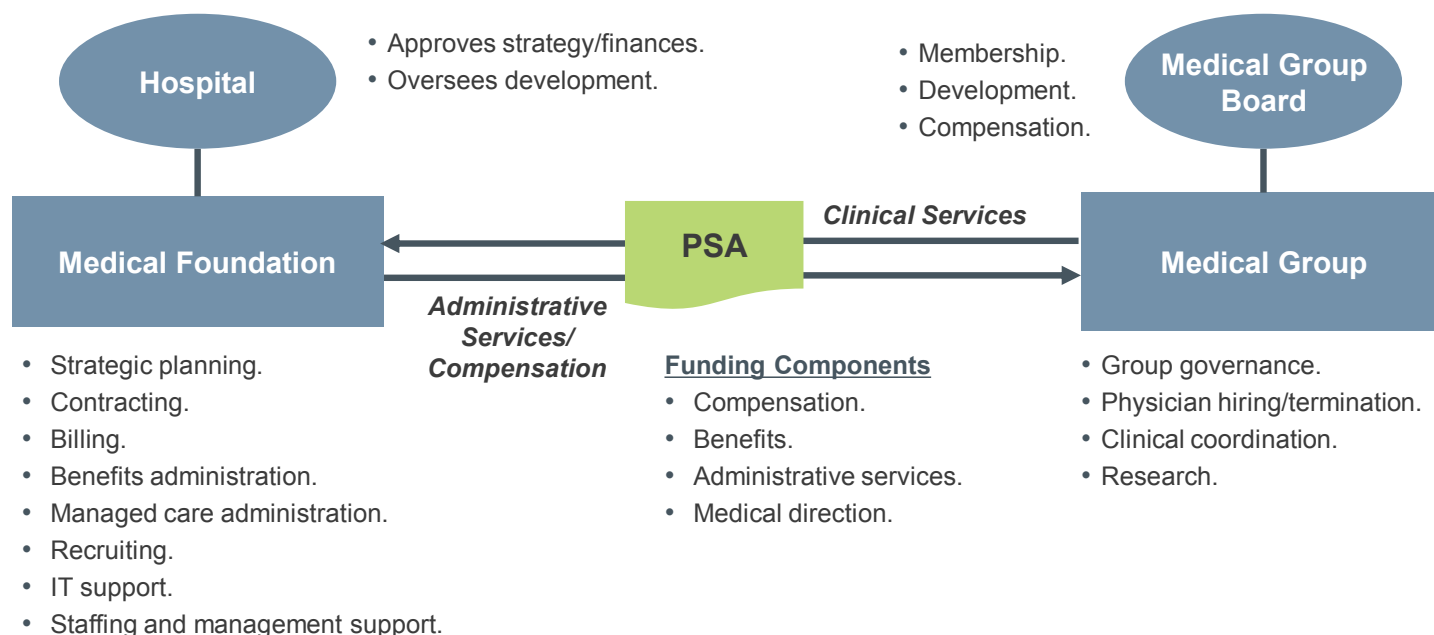 Hospital
• Approves strategy/finances.
• Oversees development.
• Membership.
• Development.
• Compensation.
Medical Group
Board
Medical Foundation
PSA
Clinical Services
Medical Group
Administrative
Services/
Compensation
• Strategic planning.
• Contracting.
• Billing.
• Benefits administration.
• Managed care administration.
• Recruiting.
• IT support.
• Staffing and management support.
Funding Components
• Compensation.
• Benefits.
• Administrative services.
• Medical direction.
• Group governance.
• Physician hiring/termination.
• Clinical coordination.
• Research.